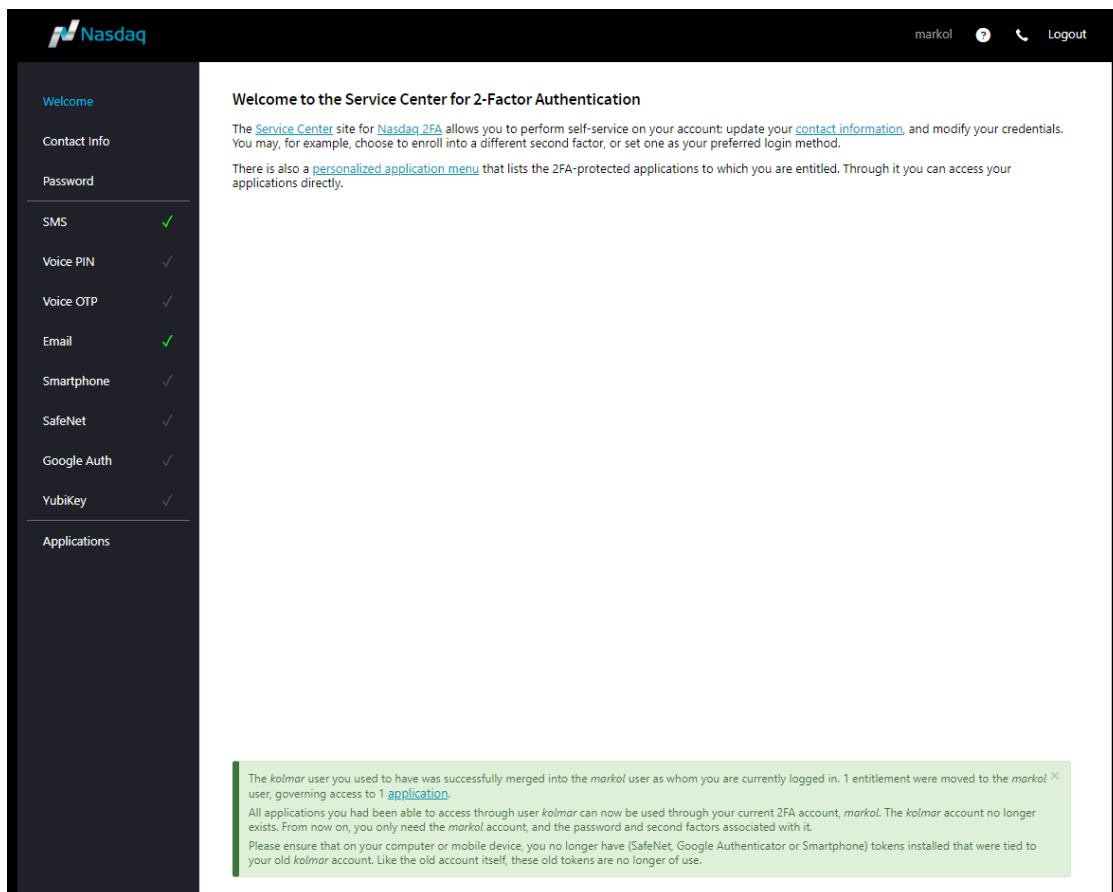 Nasdaq
markol ? Logout
Welcome
Contact Info
Password
SMS
Voice PIN
Voice OTP
Email
Smartphone
SafeNet
Google Auth
YubiKey
Applications
Welcome to the Service Center for 2-Factor Authentication
The Service Center site for Nasdaq 2FA allows you to perform self-service on your account: update your contact information, and modify your credentials.
You may, for example, choose to enroll into a different second factor, or set one as your preferred login method.
There is also a personalized application menu that lists the 2FA-protected applications to which you are entitled. Through it you can access your
applications directly.
The kolmar user you used to have was successfully merged into the markol user as whom you are currently logged in. 1 entitlement were moved to the markol
user, governing access to 1 application.
All applications you had been able to access through user kolmar can now be used through your current 2FA account, markol. The kolmar account no longer
exists. From now on, you only need the markol account, and the password and second factors associated with it.
Please ensure that on your computer or mobile device, you no longer have (SafeNet, Google Authenticator or Smartphone) tokens installed that were tied to
your old kolmar account. Like the old account itself, these old tokens are no longer of use.